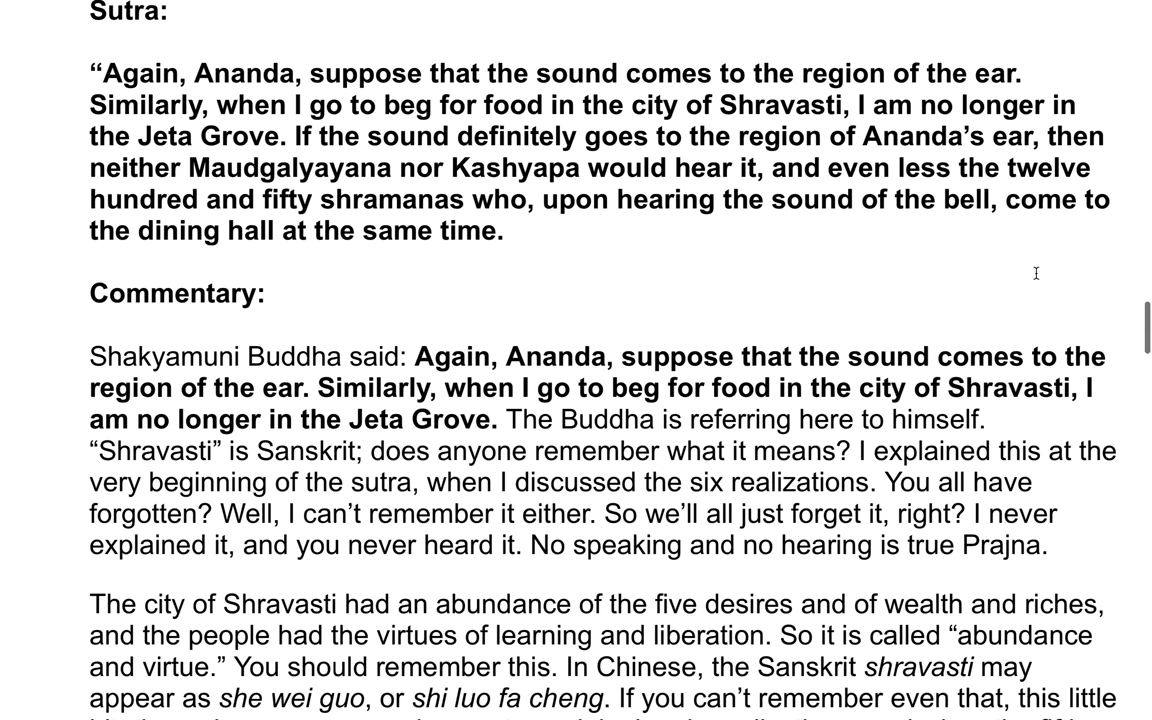 Sutra:
“Again, Ananda, suppose that the sound comes to the region of the ear.
Similarly, when I go to beg for food in the city of Shravasti, I am no longer in
the Jeta Grove. If the sound definitely goes to the region of Ananda’s ear, then
neither Maudgalyayana nor Kashyapa would hear it, and even less the twelve
hundred and fifty shramanas who, upon hearing the sound of the bell, come to
the dining hall at the same time.
Commentary:
Shakyamuni Buddha said: Again, Ananda, suppose that the sound comes to the
region of the ear. Similarly, when I go to beg for food in the city of Shravasti, I
am no longer in the Jeta Grove. The Buddha is referring here to himself.
“Shravasti” is Sanskrit; does anyone remember what it means? I explained this at the
very beginning of the sutra, when I discussed the six realizations. You all have
forgotten? Well, I can’t remember it either. So we’ll all just forget it, right? I never
explained it, and you never heard it. No speaking and no hearing is true Prajna.
The city of Shravasti had an abundance of the five desires and of wealth and riches,
and the people had the virtues of learning and liberation. So it is called “abundance
and virtue.” You should remember this. In Chinese, the Sanskrit shravasti may
appear as she wei guo, or shi luo fa cheng. If you can’t remember even that, this little